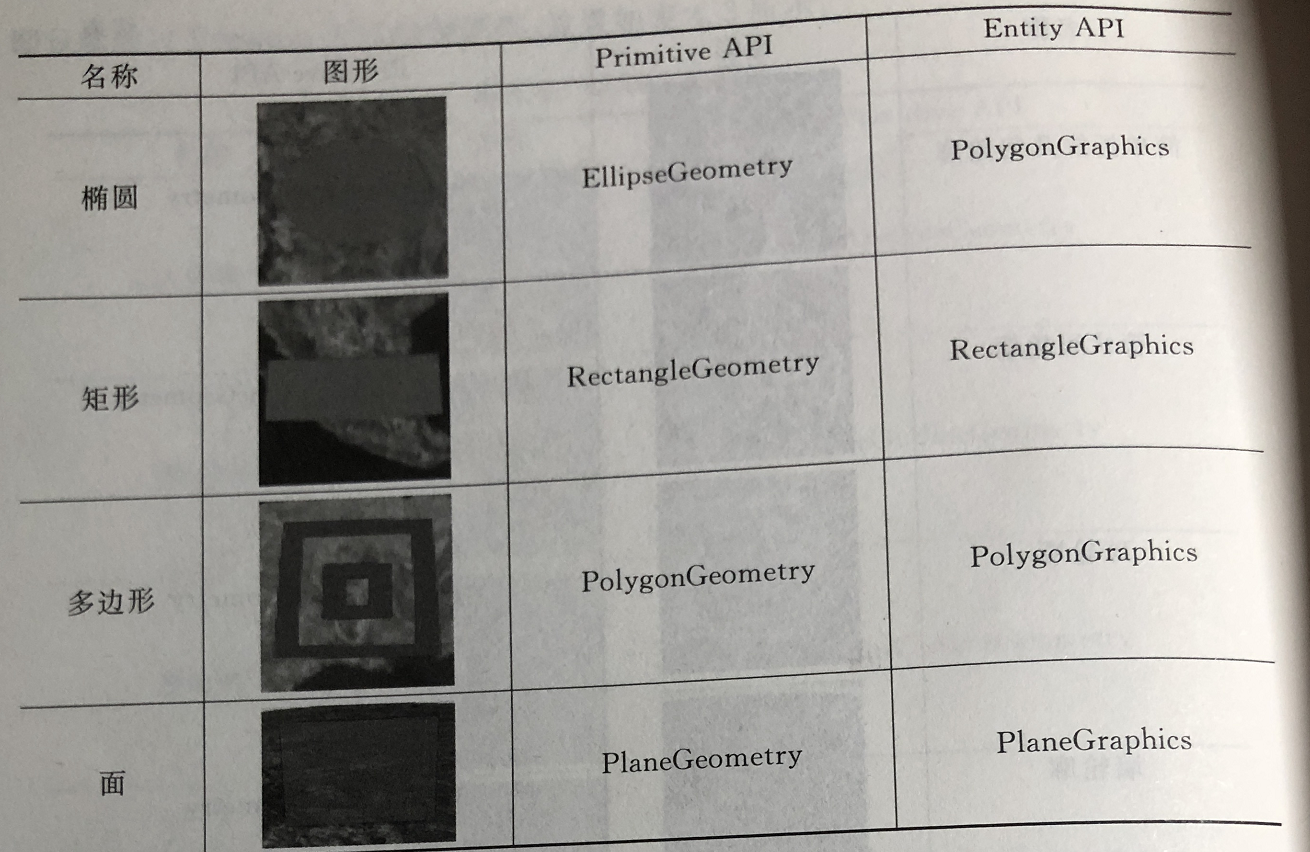 名称 图形 Primitive API Entity API
椭圆 EllipseGeometry PolygonGraphics
矩形 RectangleGeometry RectangleGraphics
多边形 PolygonGeometry PolygonGraphics
面 PlaneGeometry PlaneGraphics